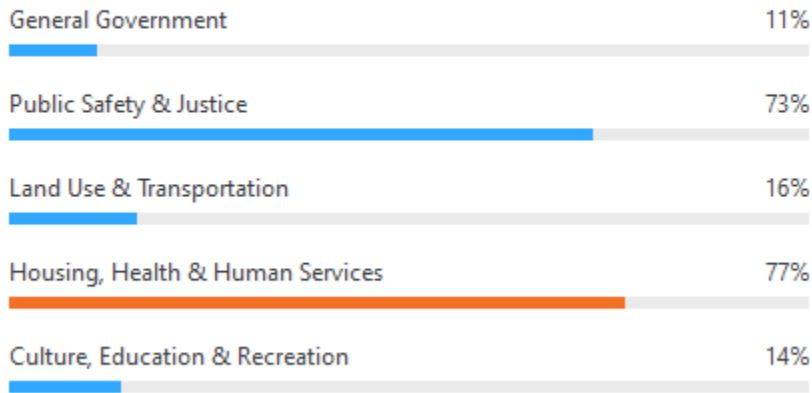 General Government 11%
Public Safety & Justice 73%
Land Use & Transportation 16%
Housing, Health & Human Services 77%
Culture, Education & Recreation 14%